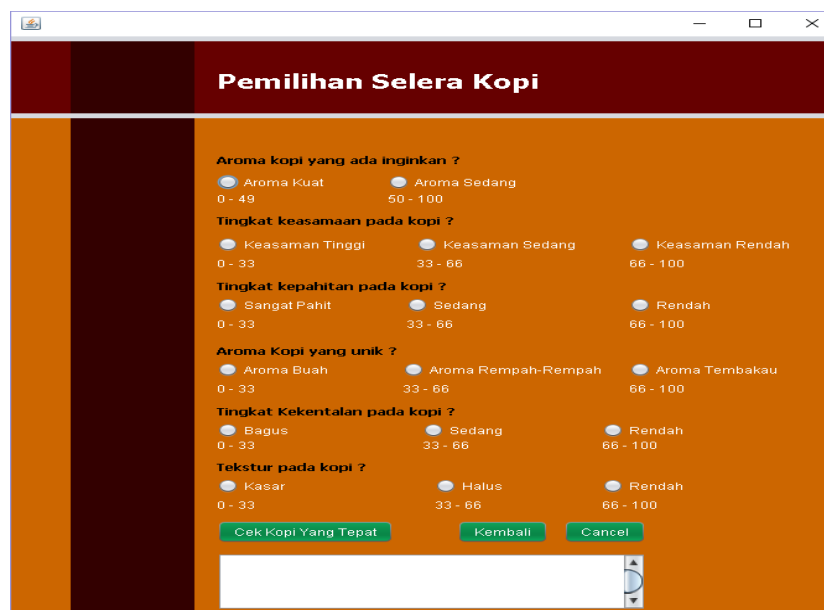 Pemilihan Selera Kopi
Aroma kopi yang ada inginkan ?
Aroma Kuat Aroma Sedang
0 - 49 50 - 100
Tingkat keasamaan pada kopi ?
Keasaman Tinggi Keasaman Sedang Keasaman Rendah
0 - 33 33 - 66 66 - 100
Tingkat kepahitan pada kopi ?
Sangat Pahit Sedang Rendah
0 - 33 33 - 66 66 - 100
Aroma Kopi yang unik ?
Aroma Buah Aroma Rempah-Rempah Aroma Tembakau
0 - 33 33 - 66 66 - 100
Tingkat Kekentalan pada kopi ?
Bagus Sedang Rendah
0 - 33 33 - 66 66 - 100
Tekstur pada kopi ?
Kasar Halus Rendah
0 - 33 33 - 66 66 - 100
Cek Kopi Yang Tepat Kembali Cancel